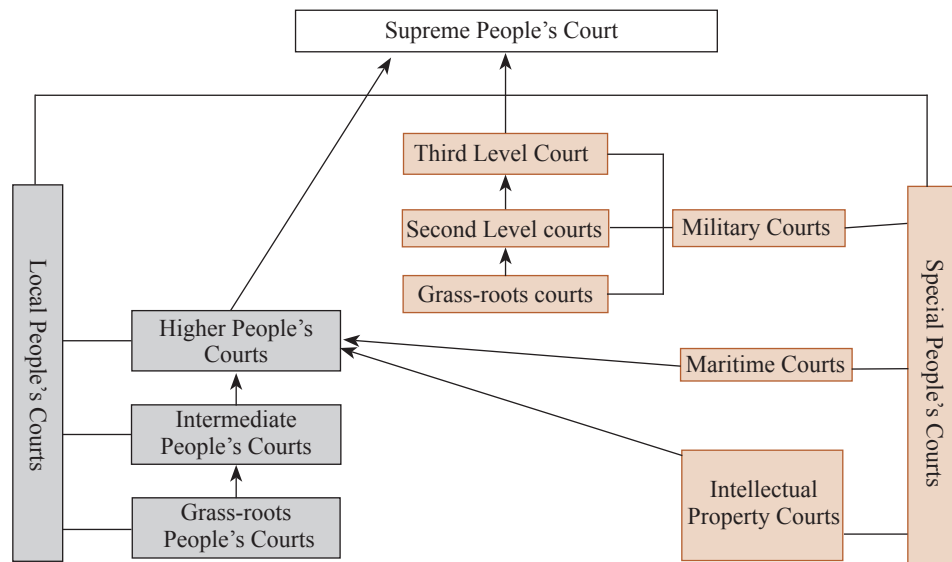 Supreme People’s Court
Third Level Court
Second Level courts
Military Courts
Grass-roots courts
Local People’s Courts
Special People’s Courts
Higher People’s
Courts
Maritime Courts
Intermediate
People’s Courts
Intellectual
Property Courts
Grass-roots
People’s Courts